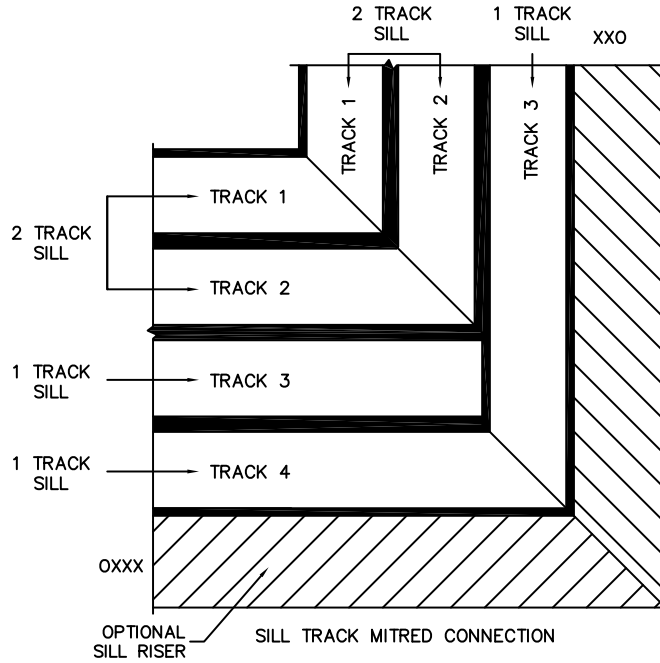 2 TRACK
SILL
1 TRACK
SILL
XXO
TRACK 1
TRACK 2
TRACK 3
TRACK 1
2 TRACK
SILL
TRACK 2
1 TRACK
SILL
TRACK 3
1 TRACK
SILL
TRACK 4
OXXX
OPTIONAL
SILL RISER
SILL TRACK MITRED CONNECTION